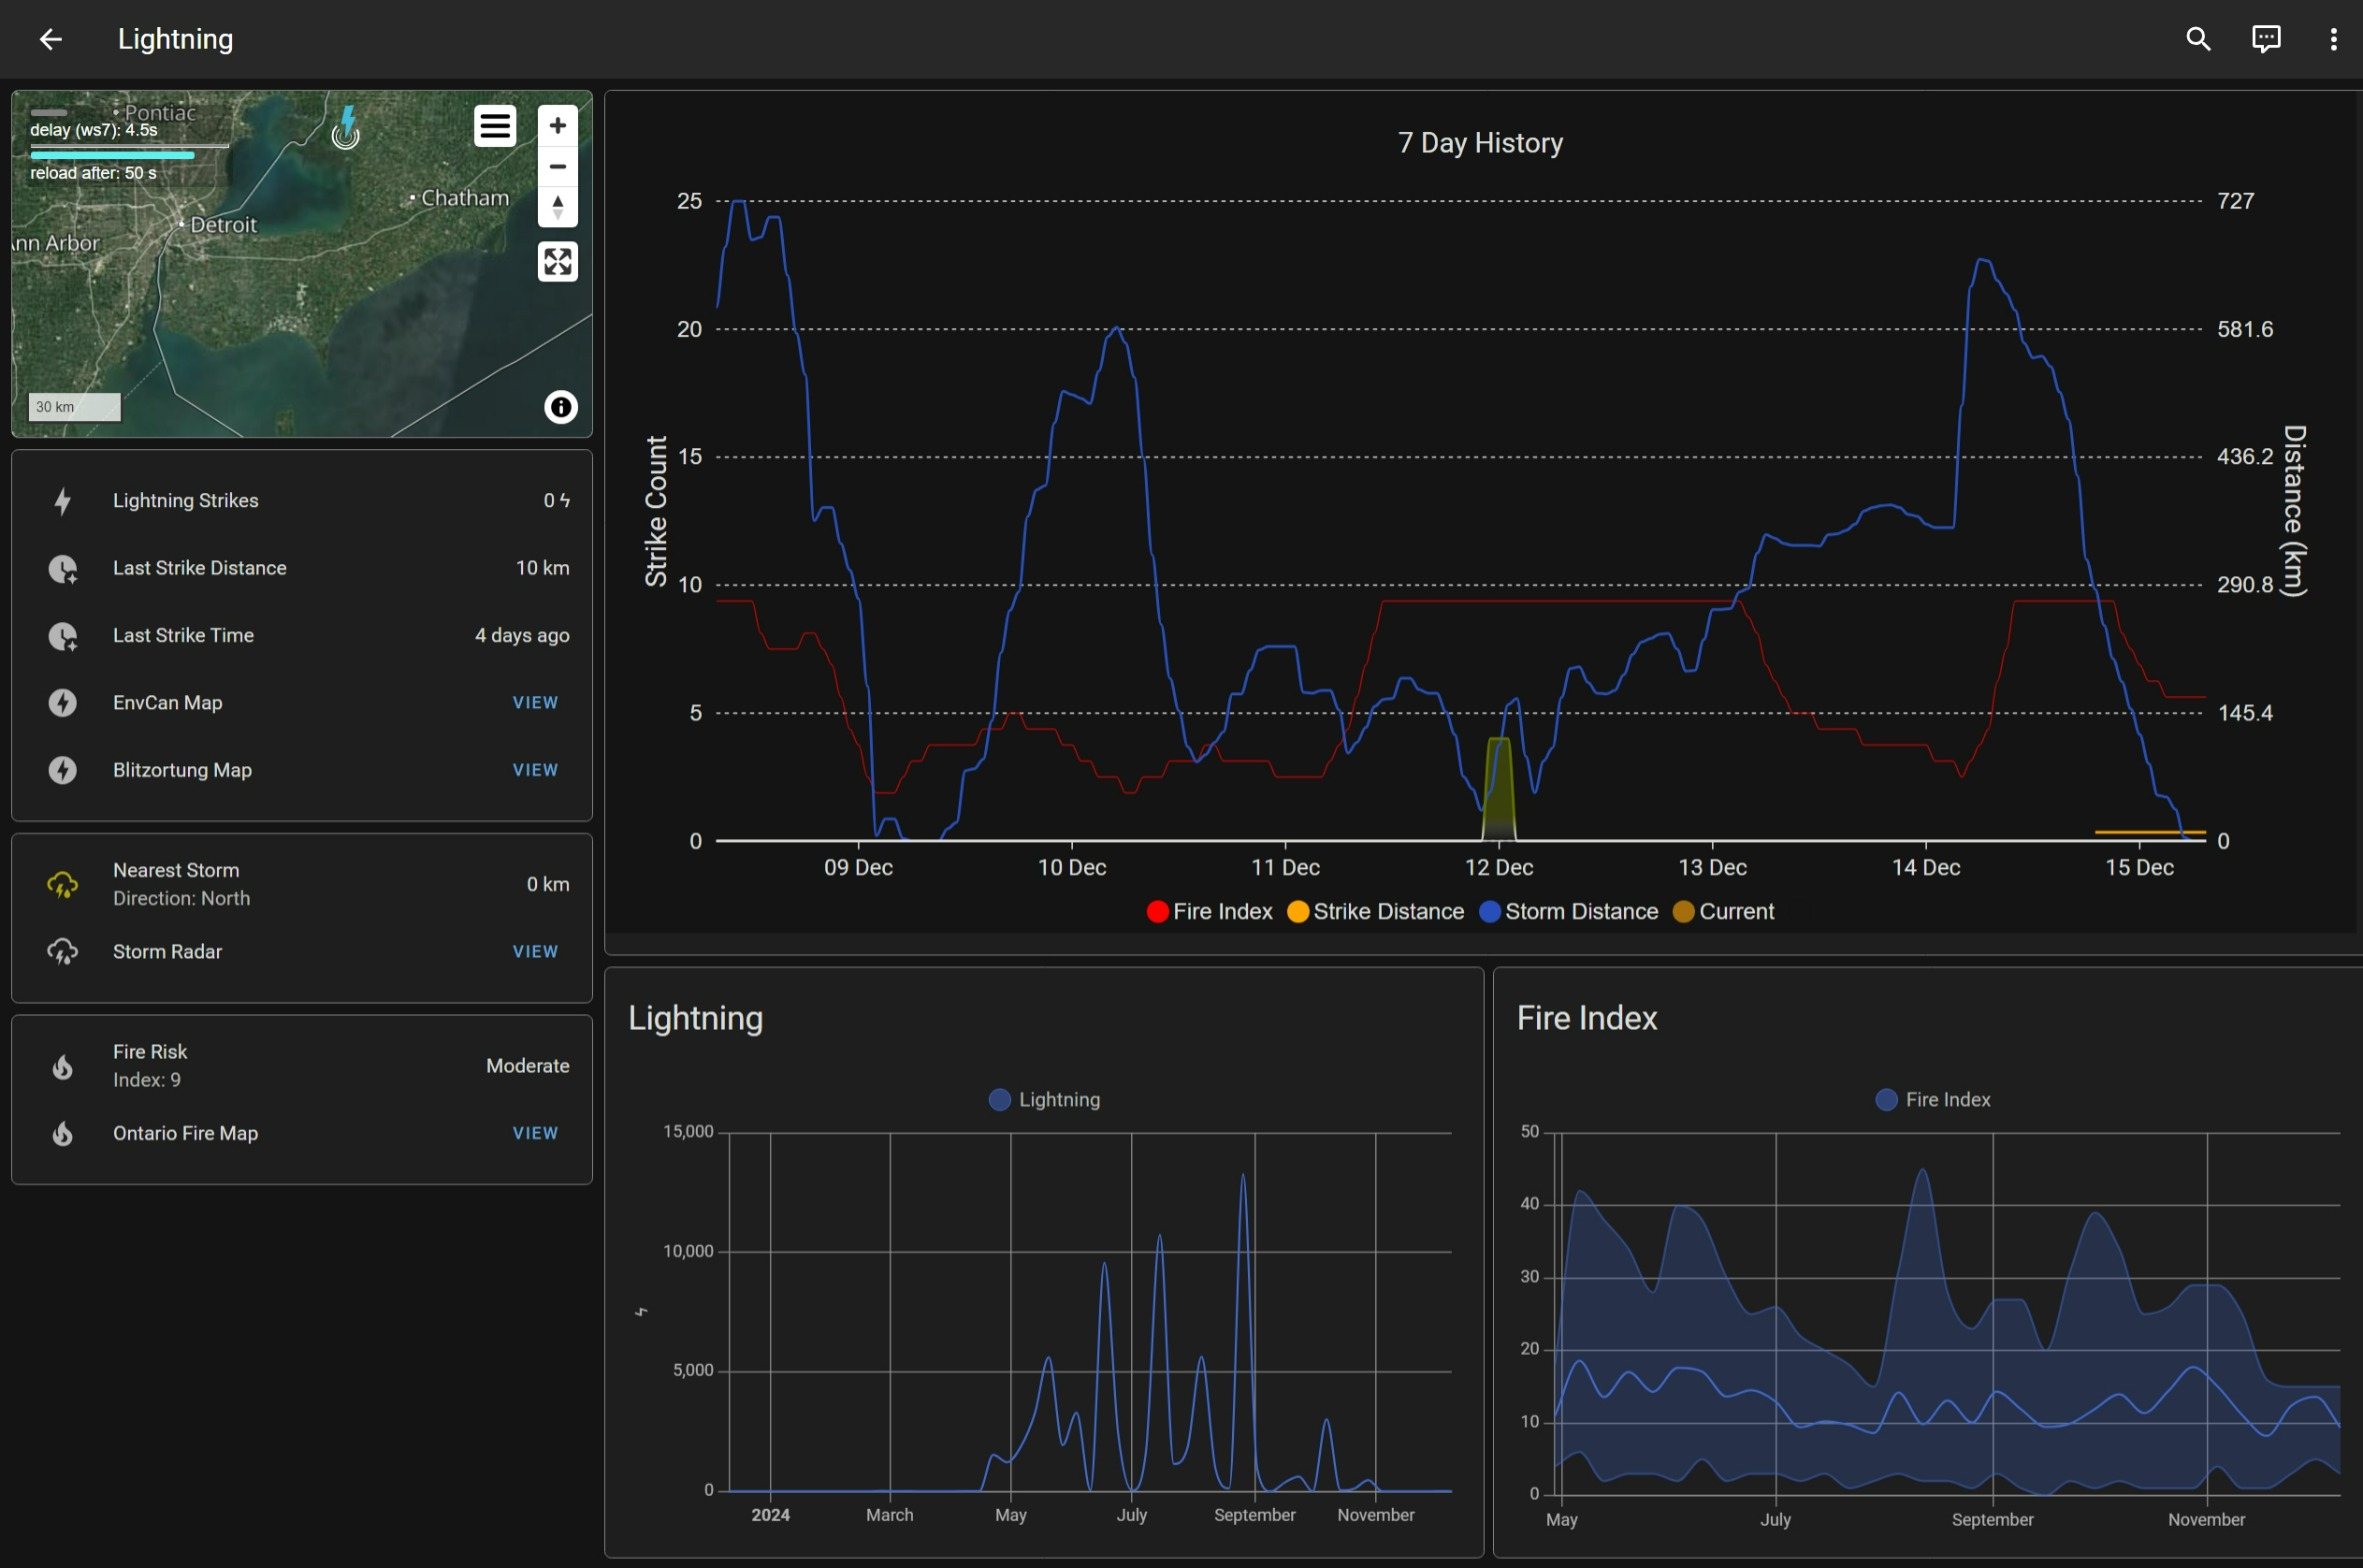 Lightning
Pontiac
delay (ws7): 4.5s
reload after: 50 s
Chatham
Detroit
nn Arbor
30 km
Lightning Strikes
0
Last Strike Distance
10 km
Last Strike Time
4 days ago
EnvCan Map
VIEW
Blitzortung Map
VIEW
Nearest Storm
Direction: North
0 km
Storm Radar
VIEW
Fire Risk
Index: 9
Moderate
Ontario Fire Map
VIEW
7 Day History
Strike Count
25
20
15
10
5
0
727
581.6
436.2
290.8
145.4
0
Distance (km)
09 Dec 10 Dec 11 Dec 12 Dec 13 Dec 14 Dec 15 Dec
Fire Index Strike Distance Storm Distance Current
Lightning
Lightning
15,000
10,000
5,000
0
2024 March May July September November
Fire Index
Fire Index
50
40
30
20
10
0
May July September November